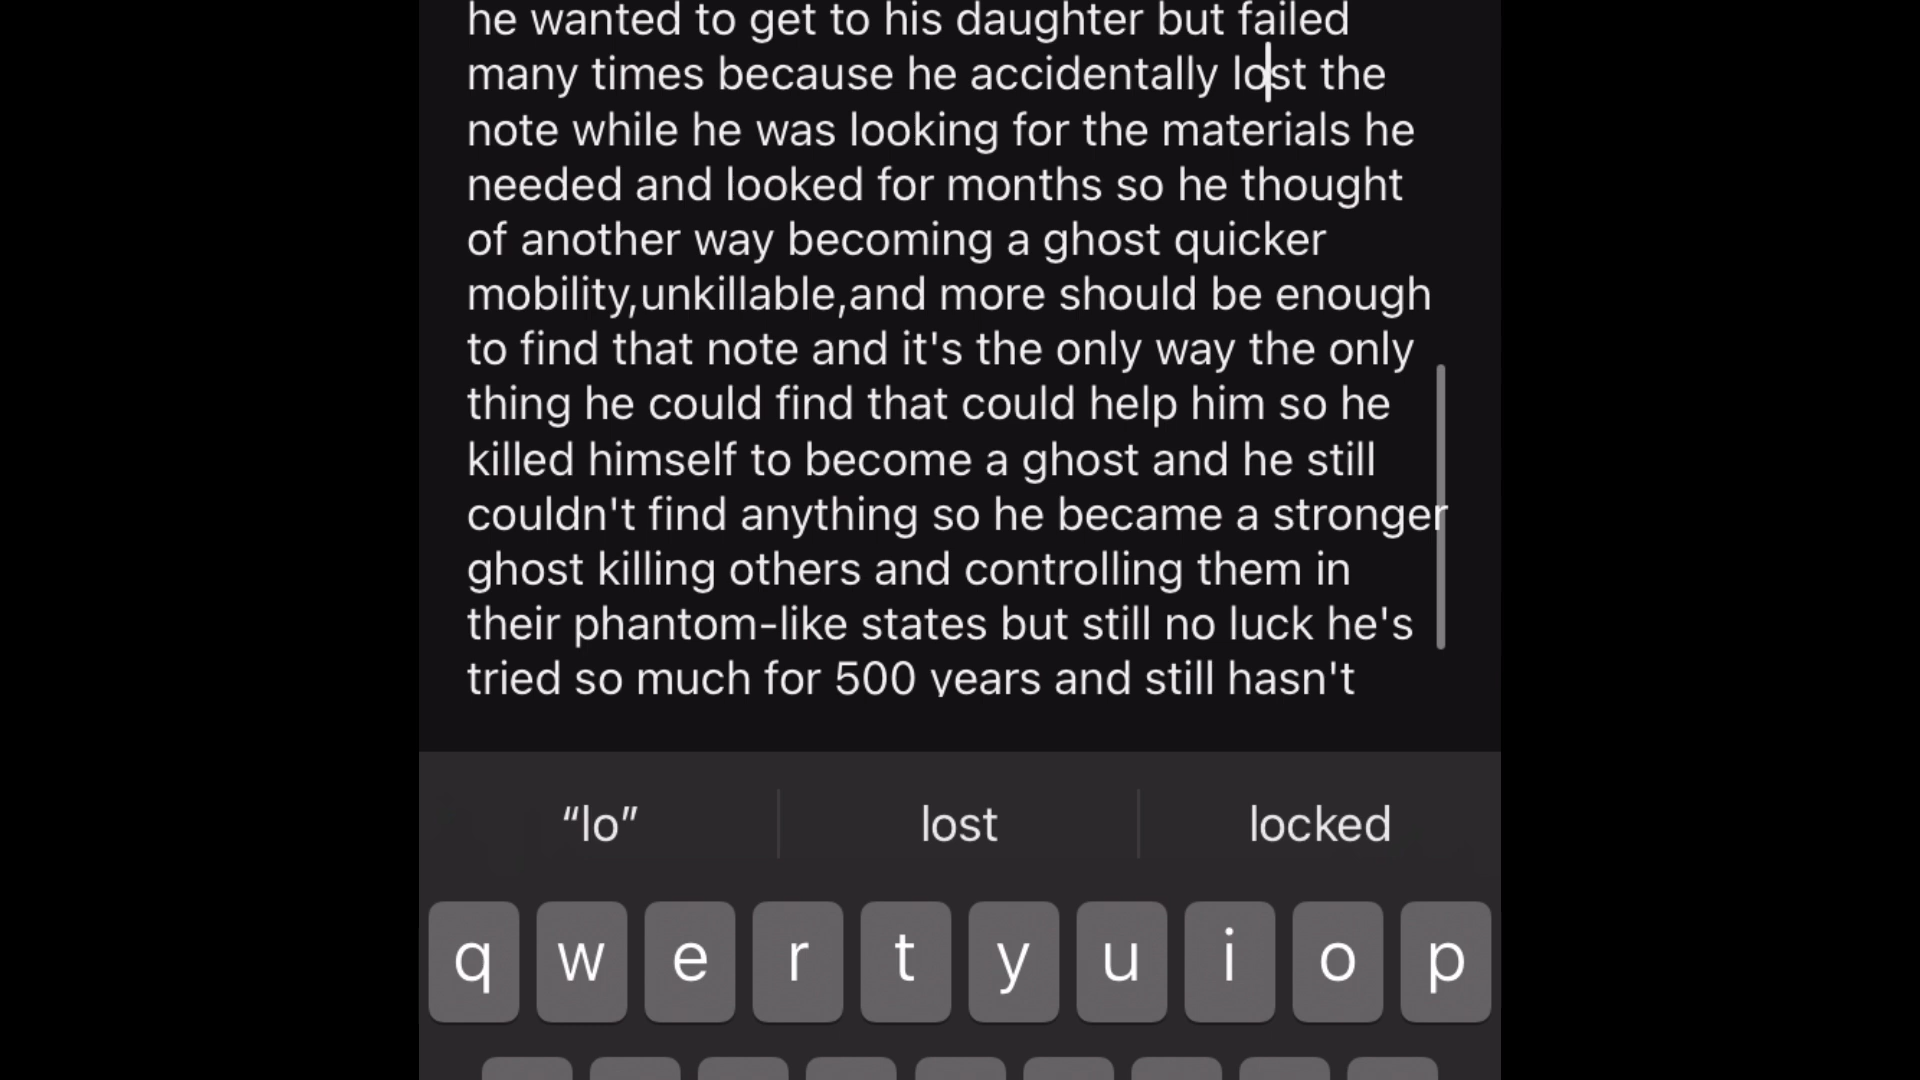 he wanted to get to his daughter but failed
many times because he accidentally lost the
note while he was looking for the materials he
needed and looked for months so he thought
of another way becoming a ghost quicker
mobility,unkillable,and more should be enough
to find that note and it's the only way the only
thing he could find that could help him so he
killed himself to become a ghost and he still
couldn't find anything so he became a stronger
ghost killing others and controlling them in
their phantom-like states but still no luck he's
tried so much for 500 years and still hasn't
“lo” lost locked
q w e r t y u i o p